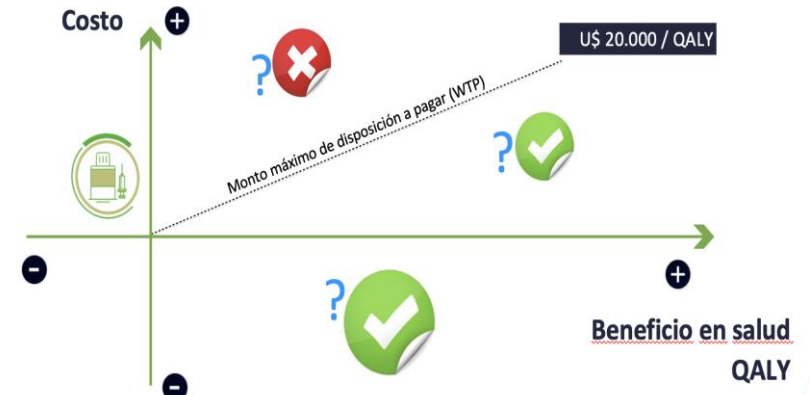 Costo
+
U$ 20.000 / QALY
?
Monto máximo de disposición a pagar (WTP)
?
-
+
?
Beneficio en salud
QALY
-